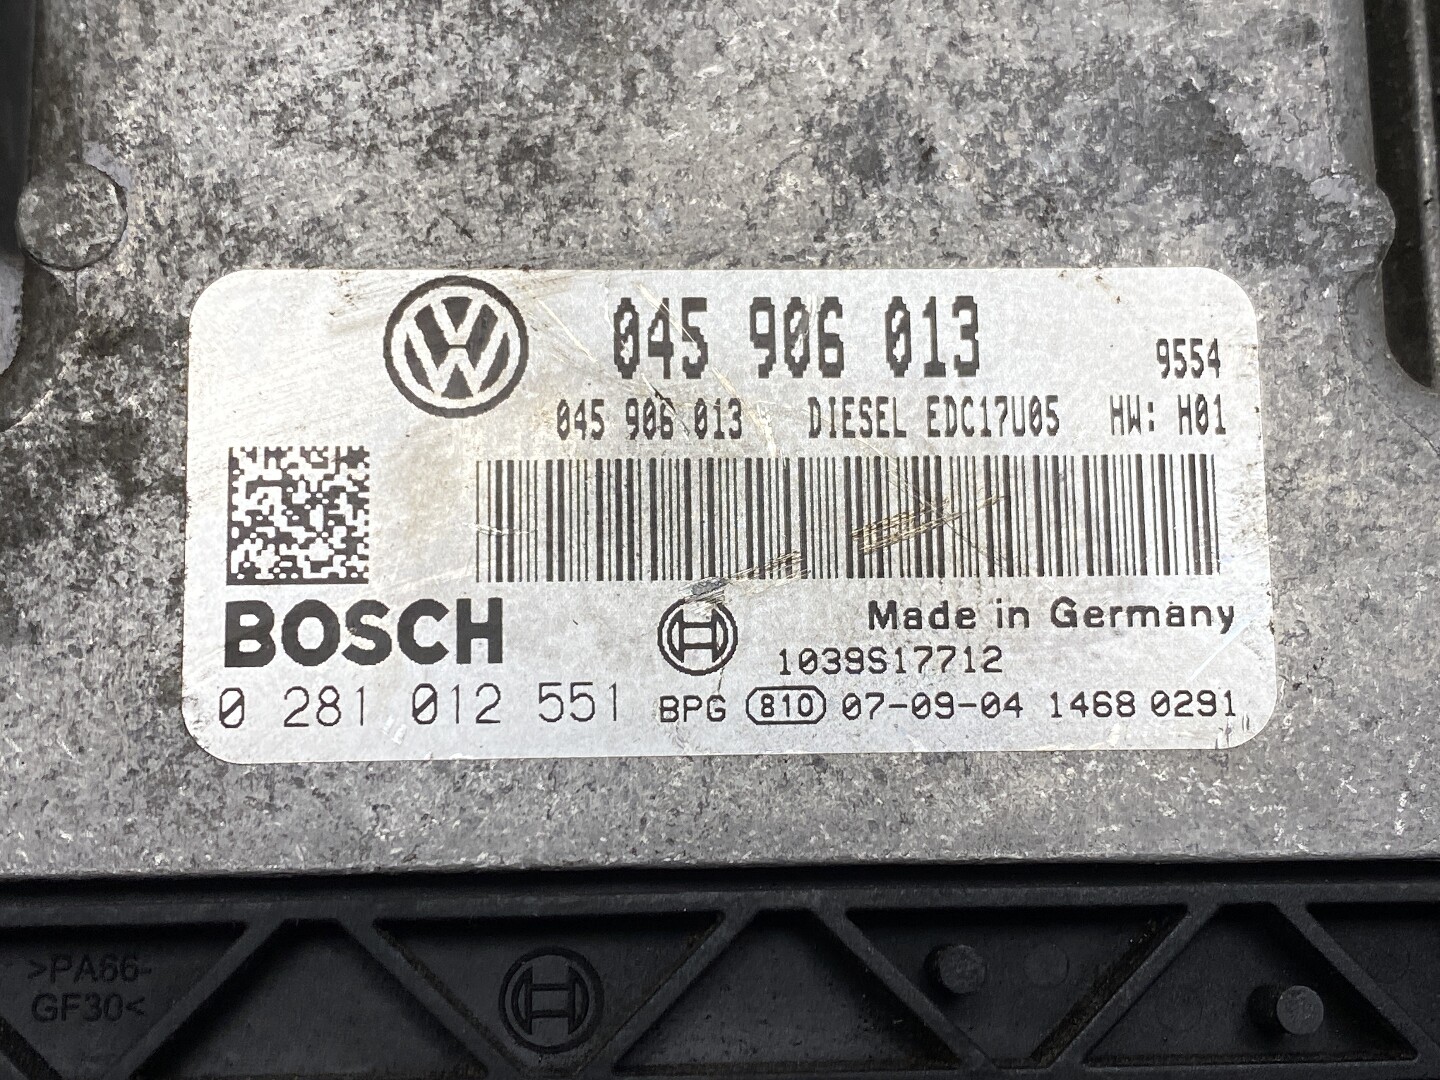 045 906 013
9554
045 906 013 DIESEL EDC17U05 HW: H01
BOSCH
Made in Germany
1039S17712
0 281 012 551 BPG 810 07-09-04 1468 0291
>PA66-
GF30<